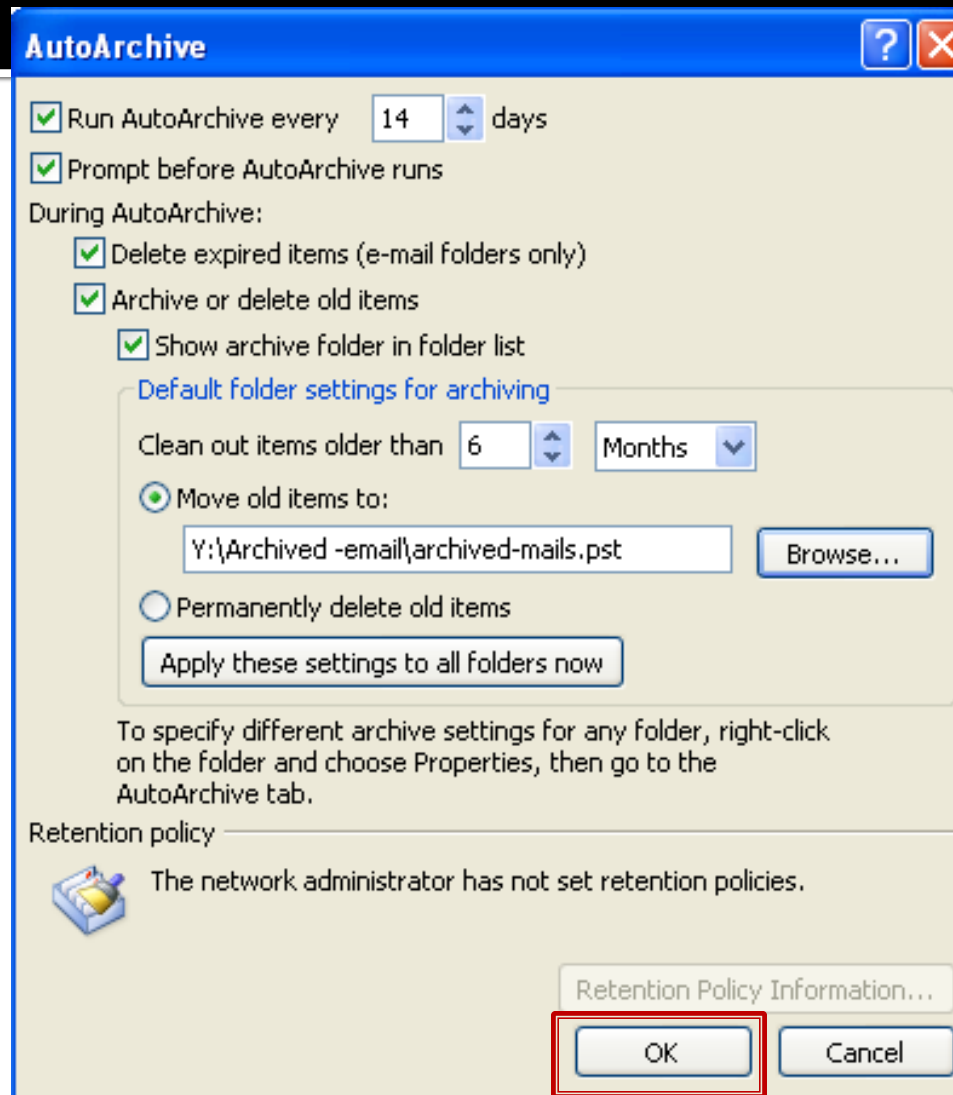 AutoArchive
Run AutoArchive every 14 days
Prompt before AutoArchive runs
During AutoArchive:
Delete expired items (e-mail folders only)
Archive or delete old items
Show archive folder in folder list
Default folder settings for archiving
Clean out items older than 6 Months
Move old items to:
Y:\Archived -email\archived-mails.pst Browse...
Permanently delete old items
Apply these settings to all folders now
To specify different archive settings for any folder, right-click
on the folder and choose Properties, then go to the
AutoArchive tab.
Retention policy
The network administrator has not set retention policies.
Retention Policy Information...
OK Cancel